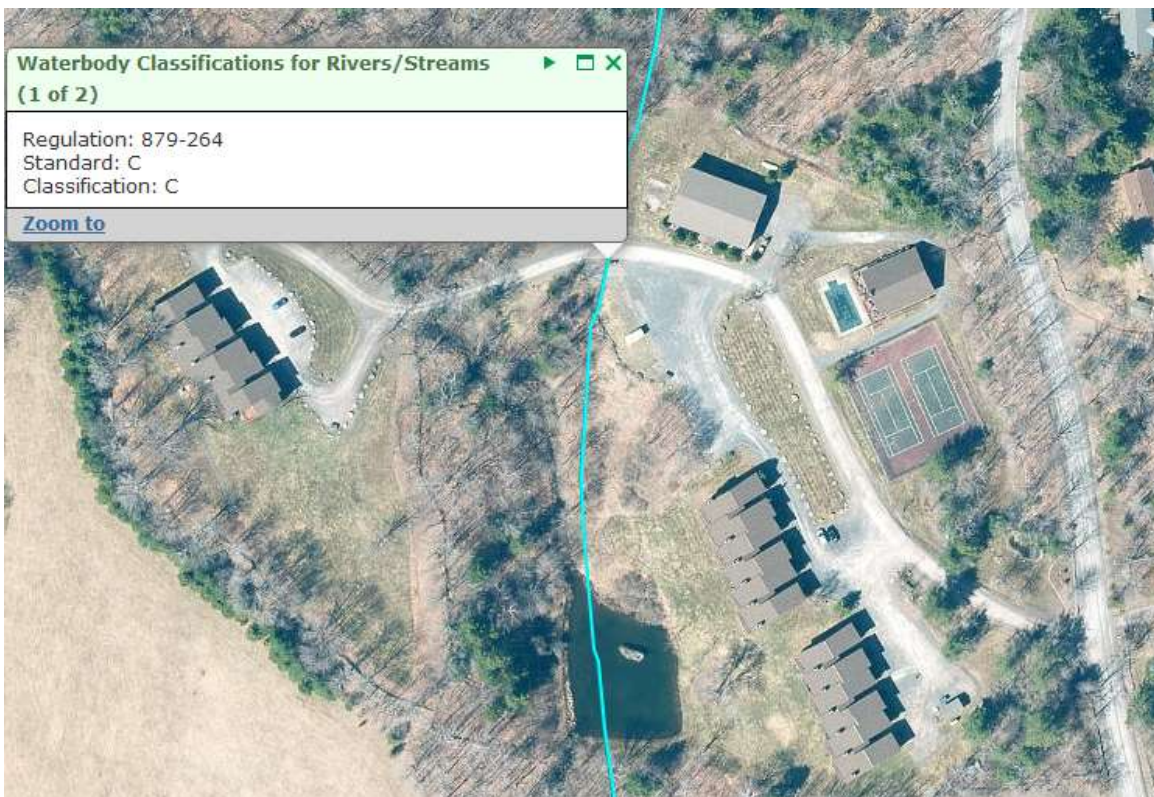 Waterbody Classifications for Rivers/Streams
(1 of 2)
Regulation: 879-264
Standard: C
Classification: C
Zoom to